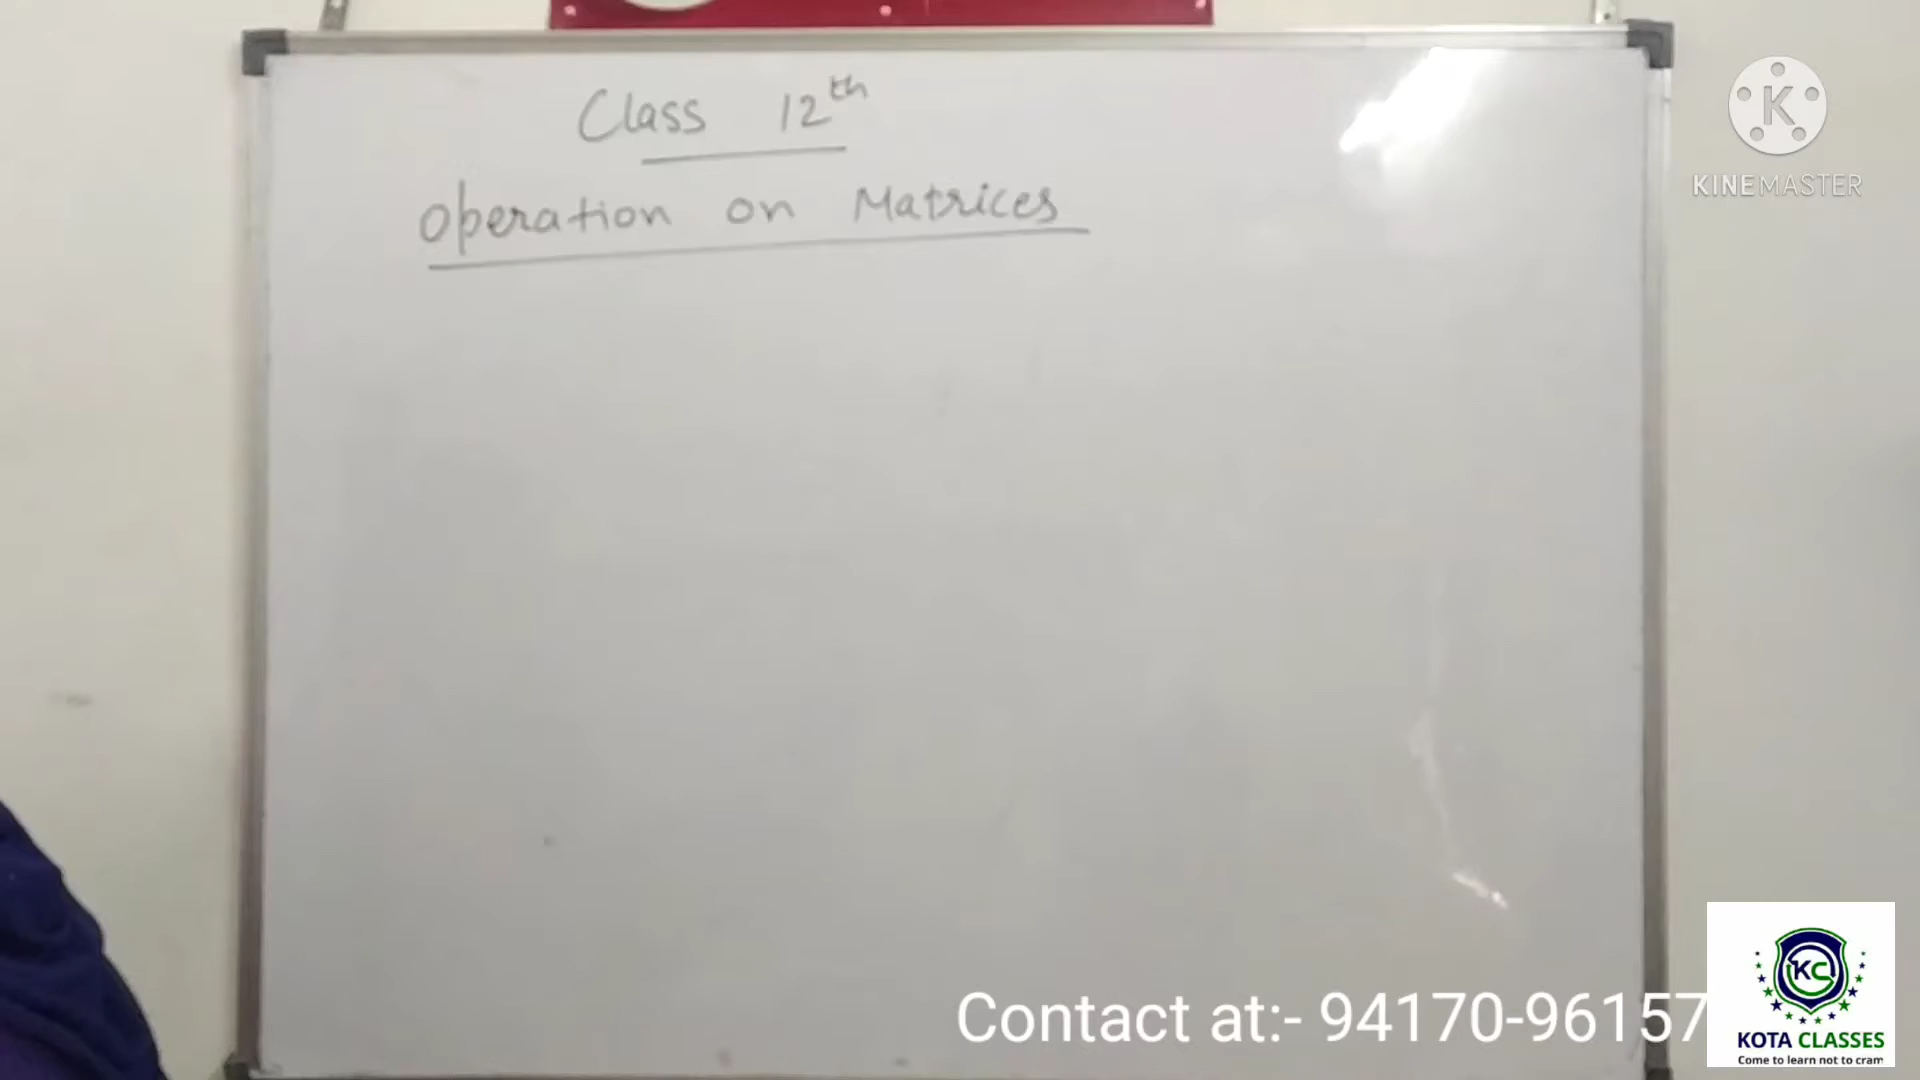 Class 12th
Operation on Matrices
K
KINEMASTER
Contact at:- 94170-96157
KC
KOTA CLASSES
Come to learn not to cram